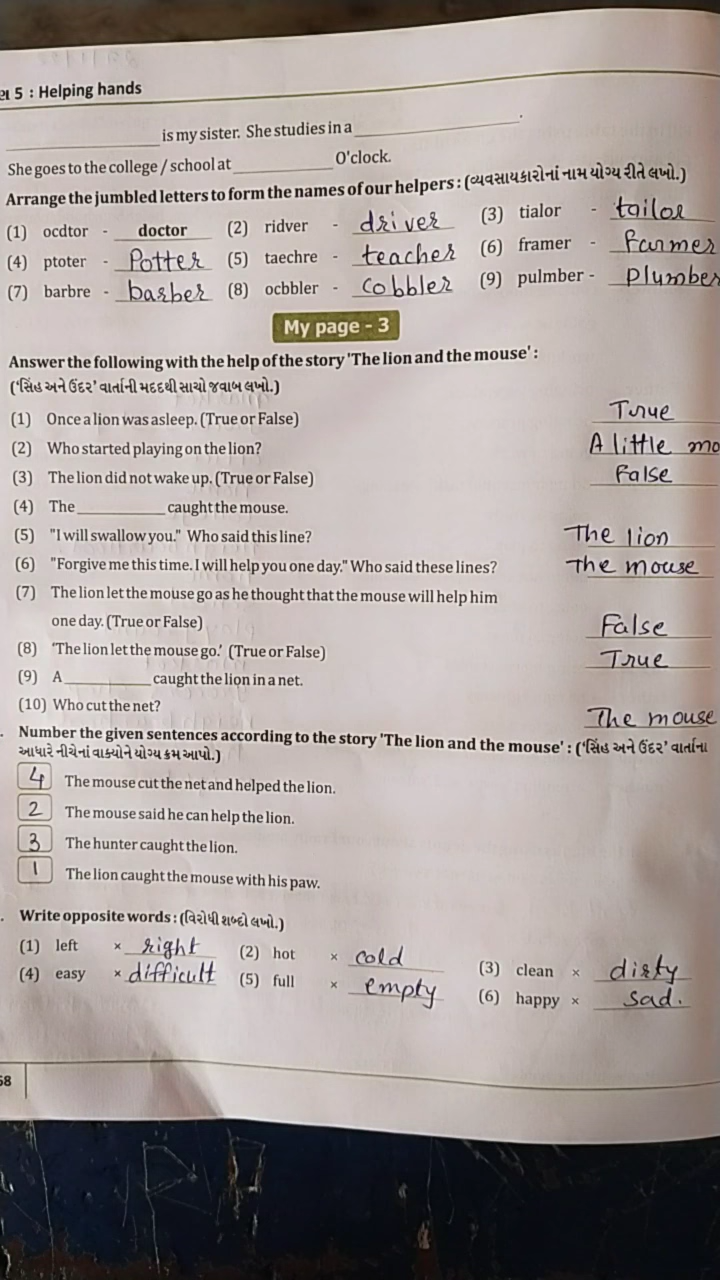 5 : Helping hands
____________ is my sister. She studies in a ____________.
She goes to the college / school at ____________ O'clock.
Arrange the jumbled letters to form the names of our helpers : (વ્યવસાયકારોનાં નામ યોગ્ય રીતે લખો.)
(1) ocdtor - doctor (2) ridver - driver (3) tialor - tailor
(4) ptoter - Potter (5) taechre - teacher (6) framer - Farmer
(7) barbre - barber (8) ocbbler - Cobbler (9) pulmber - Plumber
My page - 3
Answer the following with the help of the story 'The lion and the mouse' :
('સિંહ અને ઉંદર' વાર્તાની મદદથી સાચો જવાબ લખો.)
(1) Once a lion was asleep. (True or False) True
(2) Who started playing on the lion? A little mo
(3) The lion did not wake up. (True or False) False
(4) The ____________ caught the mouse.
(5) "I will swallow you." Who said this line? The lion
(6) "Forgive me this time. I will help you one day." Who said these lines? The mouse
(7) The lion let the mouse go as he thought that the mouse will help him
one day. (True or False) False
(8) 'The lion let the mouse go.' (True or False) True
(9) A ____________ caught the lion in a net.
(10) Who cut the net? The mouse
. Number the given sentences according to the story 'The lion and the mouse' : ('સિંહ અને ઉંદર' વાર્તાના
આધારે નીચેનાં વાક્યોને યોગ્ય ક્રમ આપો.)
4 The mouse cut the net and helped the lion.
2 The mouse said he can help the lion.
3 The hunter caught the lion.
1 The lion caught the mouse with his paw.
. Write opposite words : (વિરોધી શબ્દો લખો.)
(1) left × right (2) hot × cold (3) clean × dirty
(4) easy × difficult (5) full × empty (6) happy × sad.
58